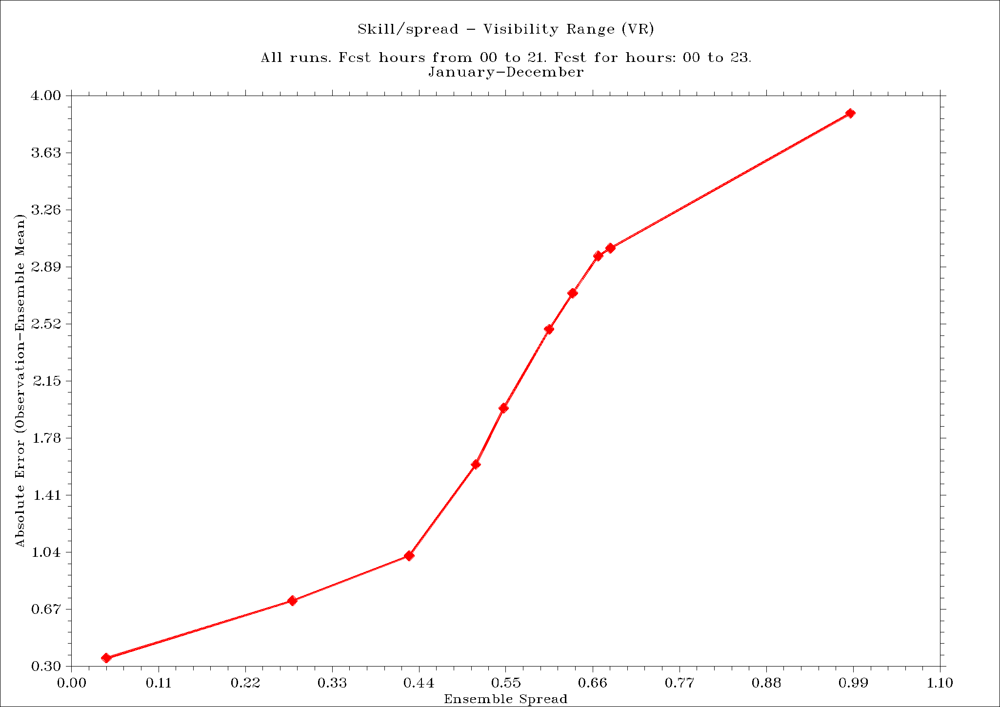 Skill/spread - Visibility Range (VR)
All runs. Fcst hours from 00 to 21. Fcst for hours: 00 to 23.
January-December
Absolute Error (Observation-Ensemble Mean)
4.00
3.63
3.26
2.89
2.52
2.15
1.78
1.41
1.04
0.67
0.30
0.00 0.11 0.22 0.33 0.44 0.55 0.66 0.77 0.88 0.99 1.10
Ensemble Spread